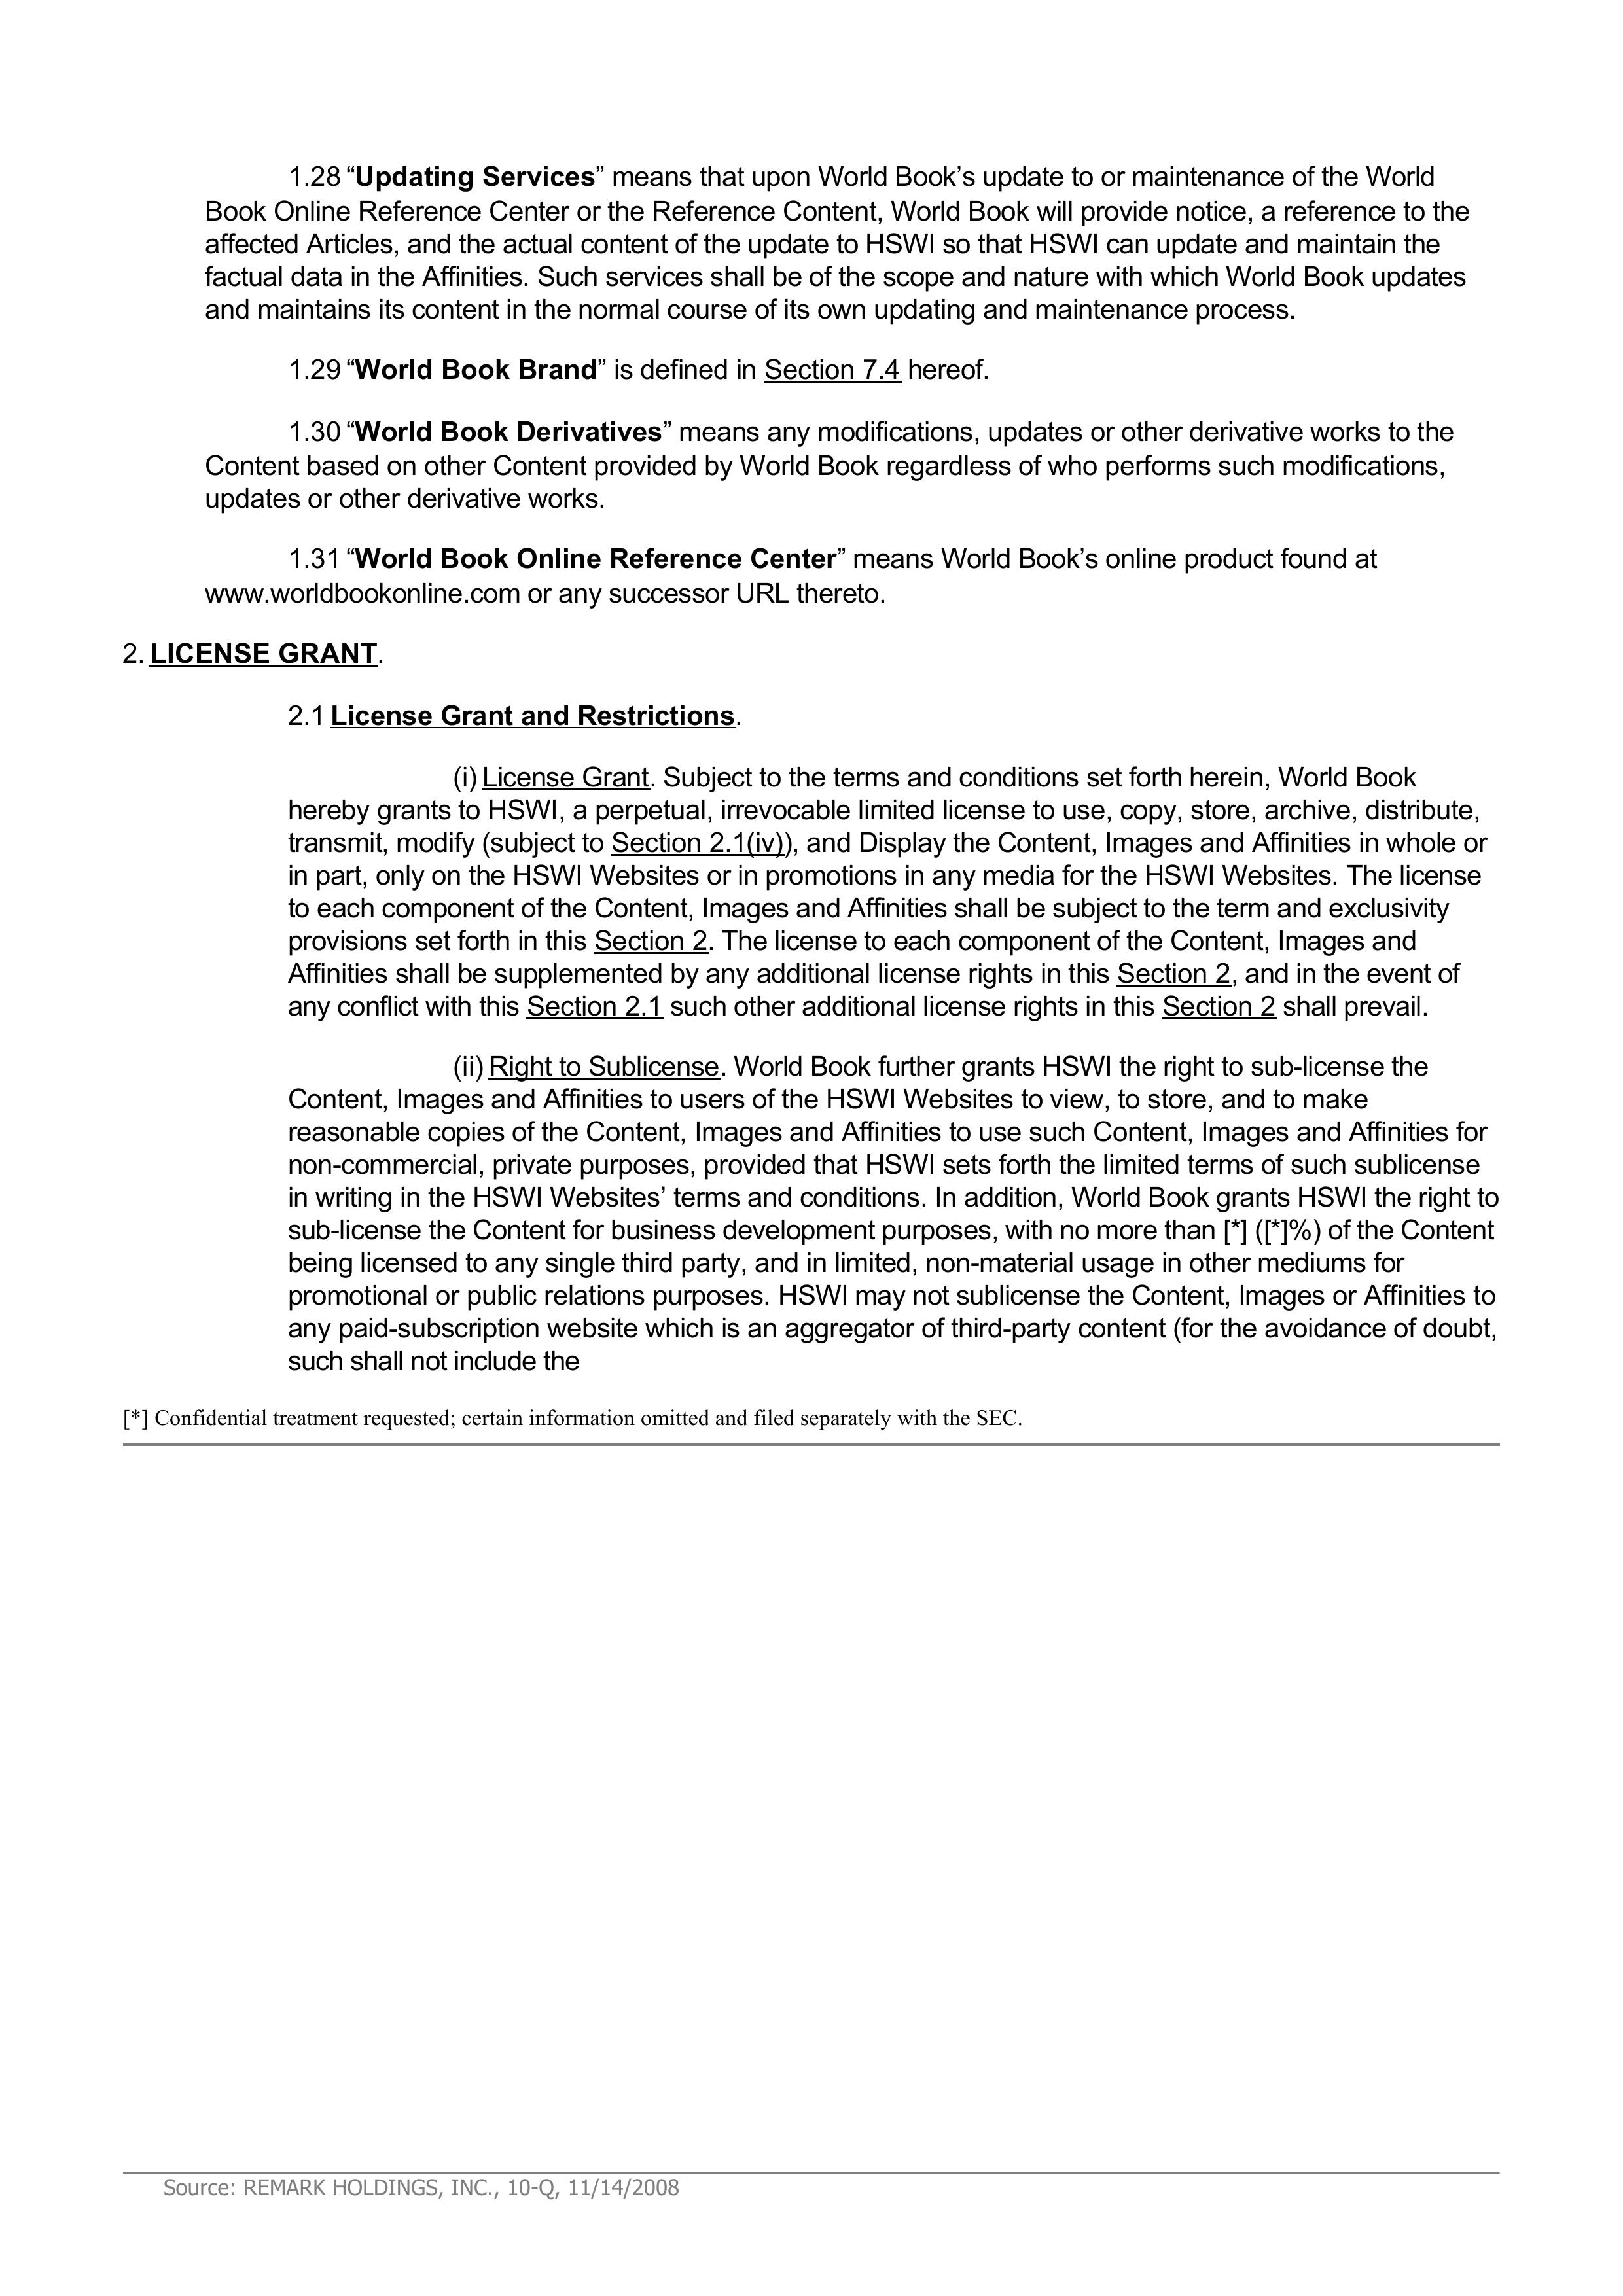 1.28 “Updating Services” means that upon World Book’s update to or maintenance of the World
Book Online Reference Center or the Reference Content, World Book will provide notice, a reference to the
affected Articles, and the actual content of the update to HSWI so that HSWI can update and maintain the
factual data in the Affinities. Such services shall be of the scope and nature with which World Book updates
and maintains its content in the normal course of its own updating and maintenance process.
1.29 “World Book Brand” is defined in Section 7.4 hereof.
1.30 “World Book Derivatives” means any modifications, updates or other derivative works to the
Content based on other Content provided by World Book regardless of who performs such modifications,
updates or other derivative works.
1.31 “World Book Online Reference Center” means World Book’s online product found at
www.worldbookonline.com or any successor URL thereto.
2. LICENSE GRANT.
2.1 License Grant and Restrictions.
(i) License Grant. Subject to the terms and conditions set forth herein, World Book
hereby grants to HSWI, a perpetual, irrevocable limited license to use, copy, store, archive, distribute,
transmit, modify (subject to Section 2.1(iv)), and Display the Content, Images and Affinities in whole or
in part, only on the HSWI Websites or in promotions in any media for the HSWI Websites. The license
to each component of the Content, Images and Affinities shall be subject to the term and exclusivity
provisions set forth in this Section 2. The license to each component of the Content, Images and
Affinities shall be supplemented by any additional license rights in this Section 2, and in the event of
any conflict with this Section 2.1 such other additional license rights in this Section 2 shall prevail.
(ii) Right to Sublicense. World Book further grants HSWI the right to sub-license the
Content, Images and Affinities to users of the HSWI Websites to view, to store, and to make
reasonable copies of the Content, Images and Affinities to use such Content, Images and Affinities for
non-commercial, private purposes, provided that HSWI sets forth the limited terms of such sublicense
in writing in the HSWI Websites’ terms and conditions. In addition, World Book grants HSWI the right to
sub-license the Content for business development purposes, with no more than [*] ([*]%) of the Content
being licensed to any single third party, and in limited, non-material usage in other mediums for
promotional or public relations purposes. HSWI may not sublicense the Content, Images or Affinities to
any paid-subscription website which is an aggregator of third-party content (for the avoidance of doubt,
such shall not include the
[*] Confidential treatment requested; certain information omitted and filed separately with the SEC.
Source: REMARK HOLDINGS, INC., 10-Q, 11/14/2008